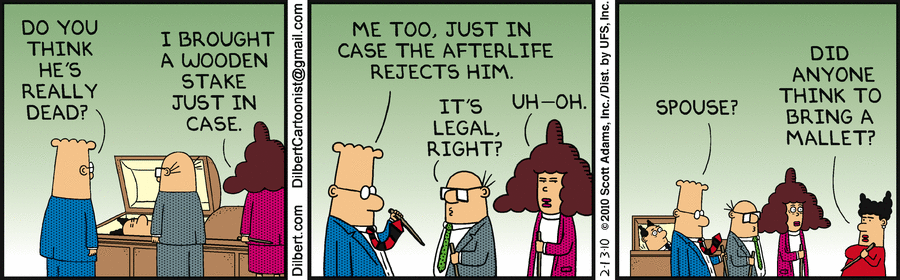 DO YOU
THINK
HE'S
REALLY
DEAD?
I BROUGHT
A WOODEN
STAKE
JUST IN
CASE.
Dilbert.com DilbertCartoonist@gmail.com
ME TOO, JUST IN
CASE THE AFTERLIFE
REJECTS HIM.
IT'S
LEGAL,
RIGHT?
UH—OH.
2-13-10 © 2010 Scott Adams, Inc./Dist. by UFS, Inc.
SPOUSE?
DID
ANYONE
THINK TO
BRING A
MALLET?